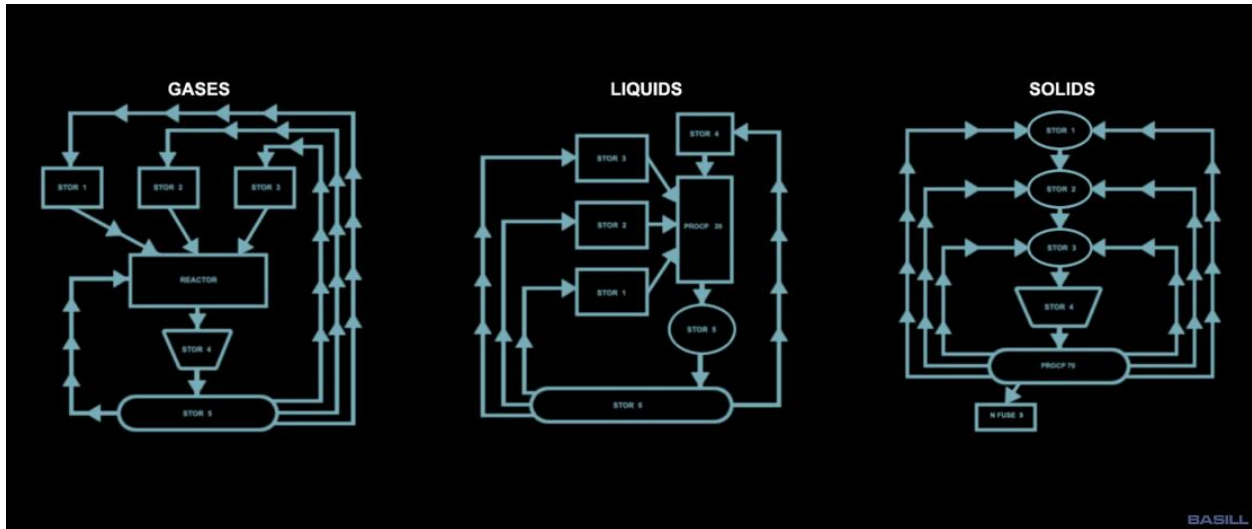 GASES
STOR 1
STOR 2
STOR 3
REACTOR
STOR 4
STOR 5
LIQUIDS
STOR 4
STOR 3
STOR 2
PROCP 20
STOR 1
STOR 5
STOR 6
SOLIDS
STOR 1
STOR 2
STOR 3
STOR 4
PROCP 70
N FUSE 9
BASILL